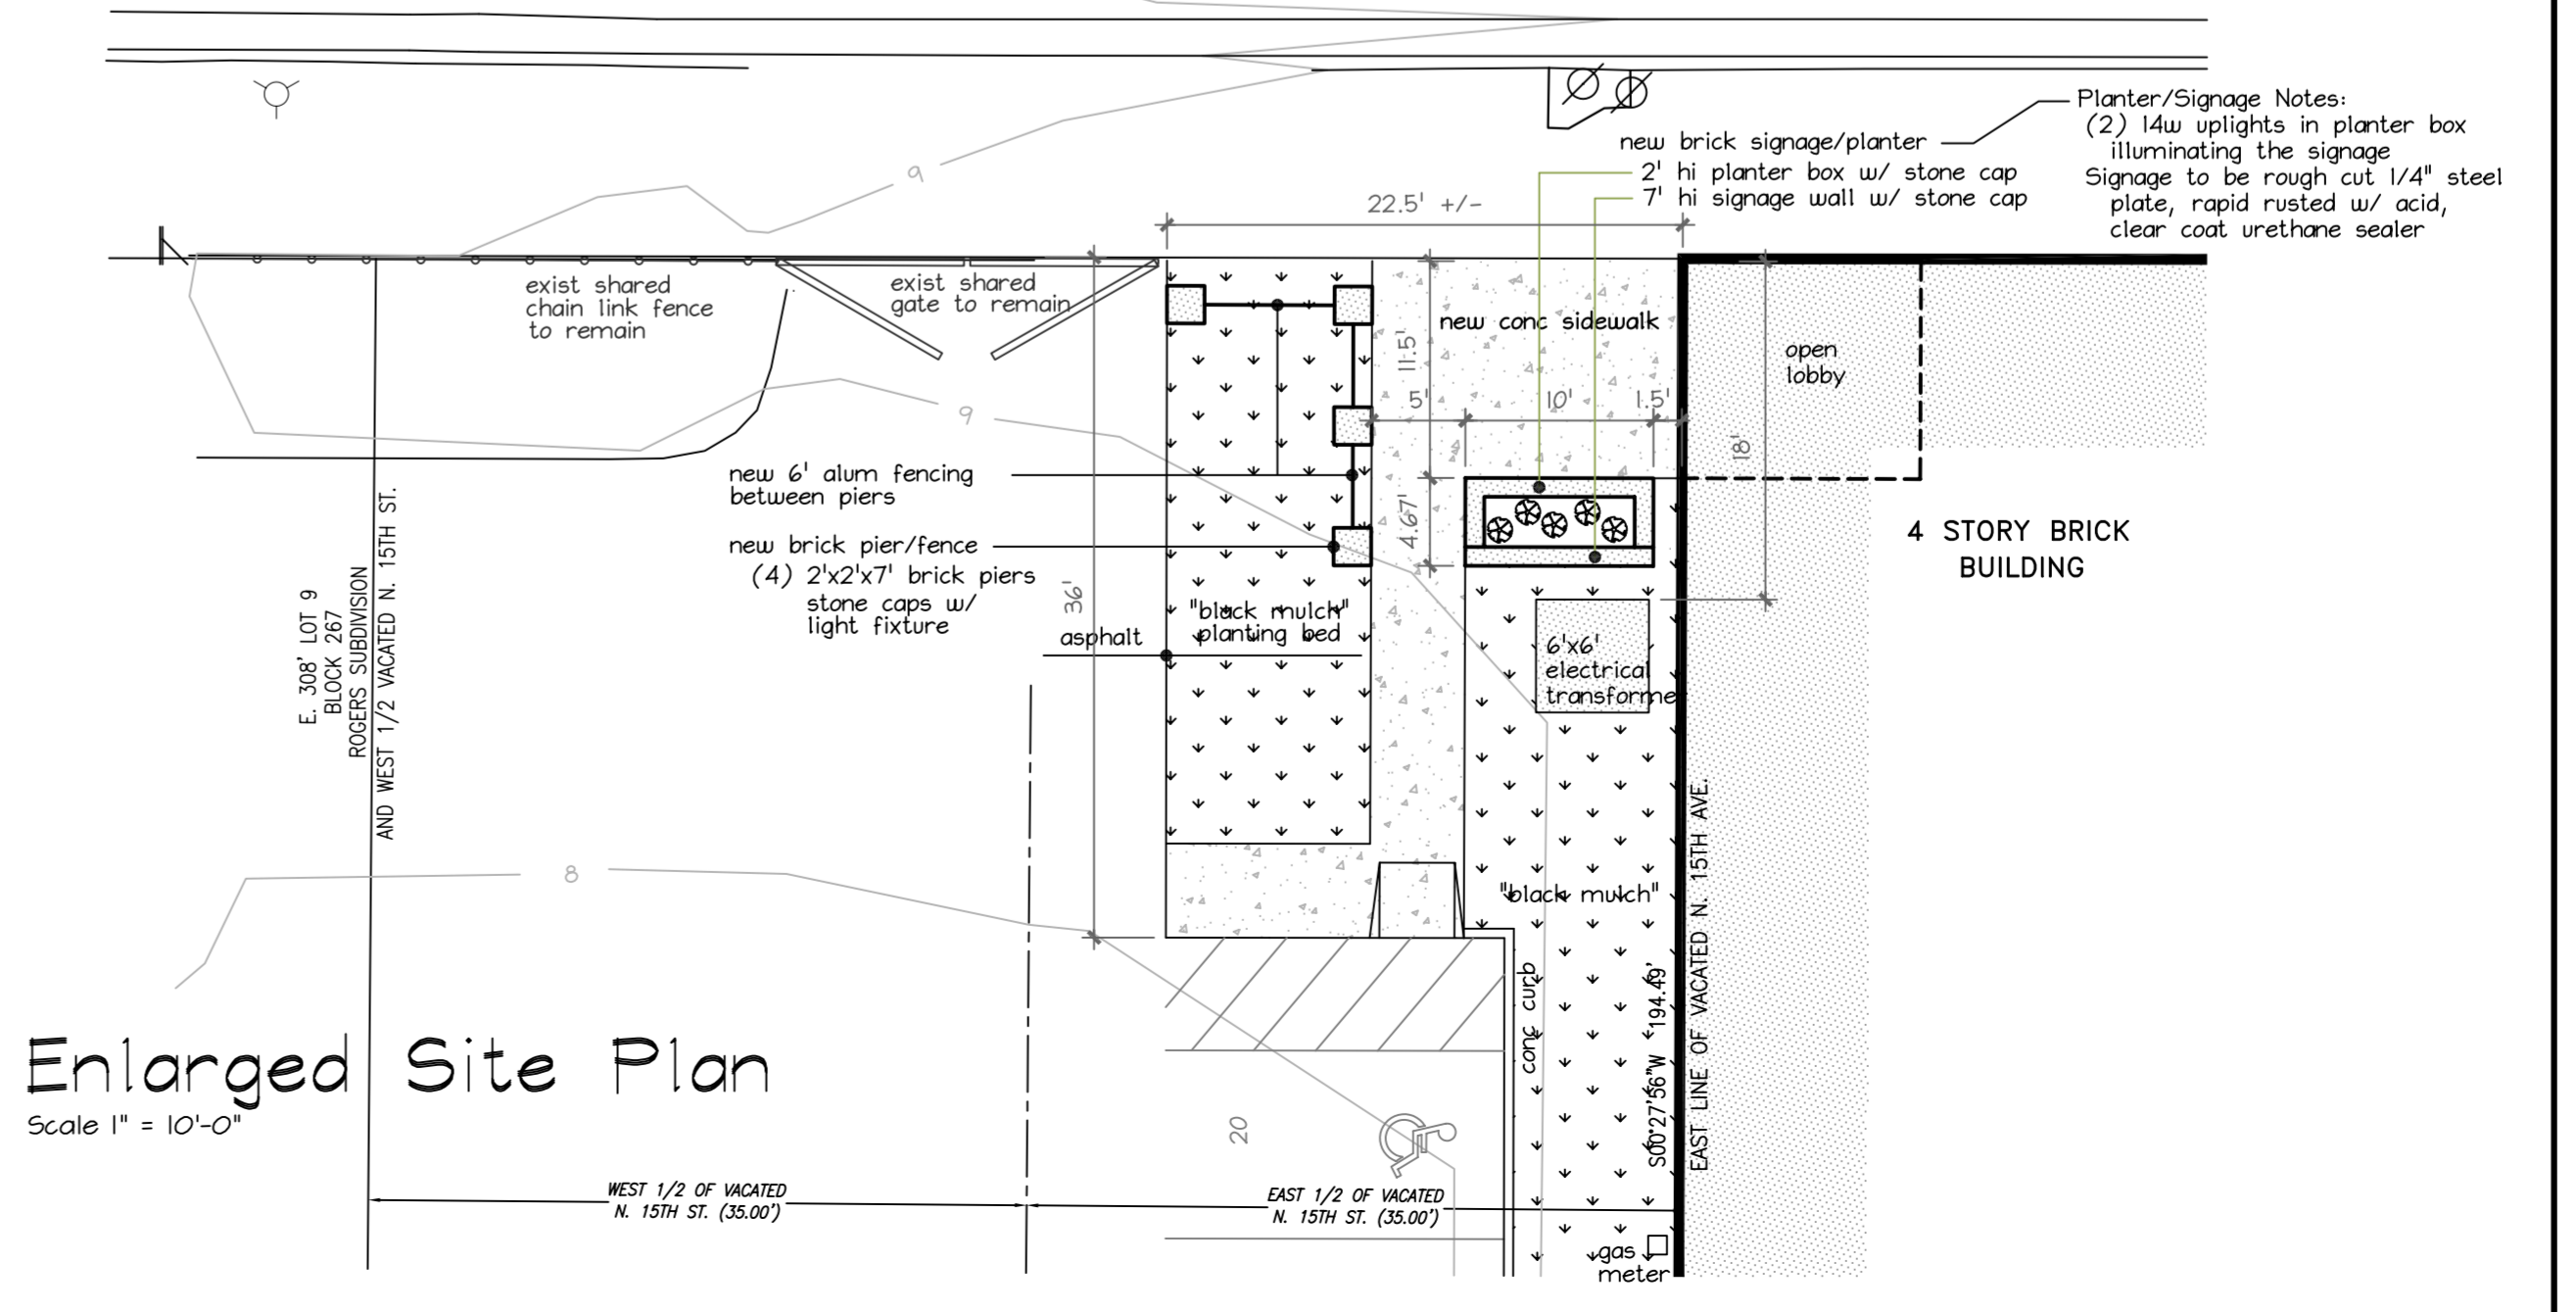 new brick signage/planter
2' hi planter box w/ stone cap
7' hi signage wall w/ stone cap
Planter/Signage Notes:
(2) 14w uplights in planter box
illuminating the signage
Signage to be rough cut 1/4" steel
plate, rapid rusted w/ acid,
clear coat urethane sealer
9
22.5' +/-
exist shared
chain link fence
to remain
exist shared
gate to remain
new conc sidewalk
11.5'
open
lobby
5'
10'
1.5'
18'
9
new 6' alum fencing
between piers
4.67'
4 STORY BRICK
BUILDING
new brick pier/fence
(4) 2'x2'x7' brick piers
stone caps w/
light fixture
36'
asphalt
"black mulch"
planting bed
6'x6'
electrical
transforme
E. 308' LOT 9
BLOCK 267
ROGERS SUBDIVISION
AND WEST 1/2 VACATED N. 15TH ST.
8
"black mulch"
conc curb
S00°27'56"W 194.49'
EAST LINE OF VACATED N. 15TH AVE.
Enlarged Site Plan
Scale 1" = 10'-0"
20
WEST 1/2 OF VACATED
N. 15TH ST. (35.00')
EAST 1/2 OF VACATED
N. 15TH ST. (35.00')
gas
meter